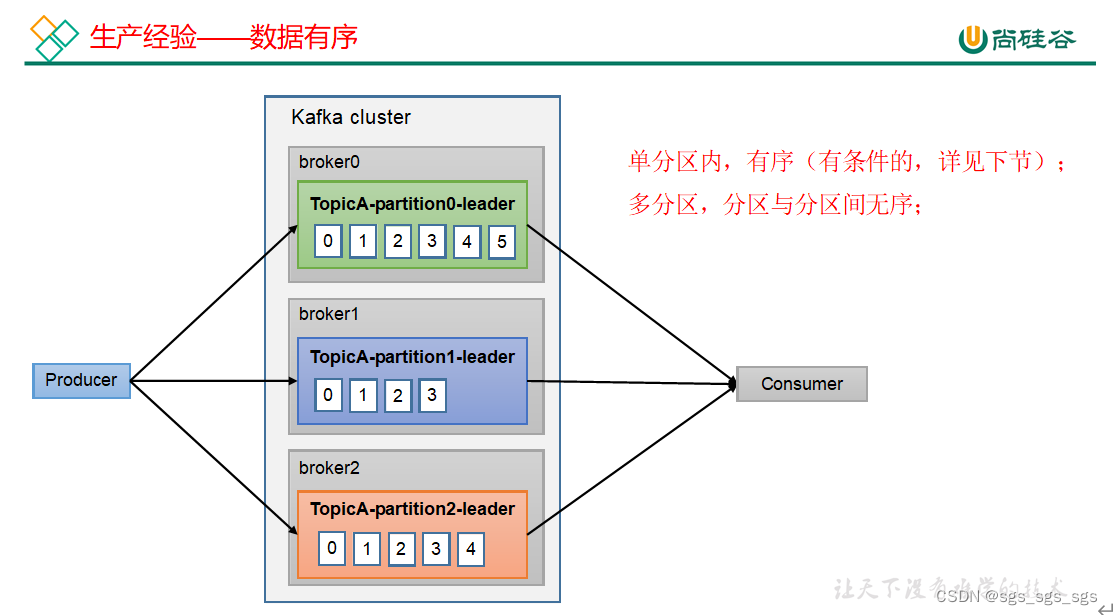 生产经验——数据有序
尚硅谷
Kafka cluster
单分区内，有序（有条件的，详见下节）；
多分区，分区与分区间无序；
broker0
TopicA-partition0-leader
0 1 2 3 4 5
broker1
TopicA-partition1-leader
0 1 2 3
Producer
Consumer
broker2
TopicA-partition2-leader
0 1 2 3 4
让天下没有难学的技术
CSDN @sgs_sgs_sgs